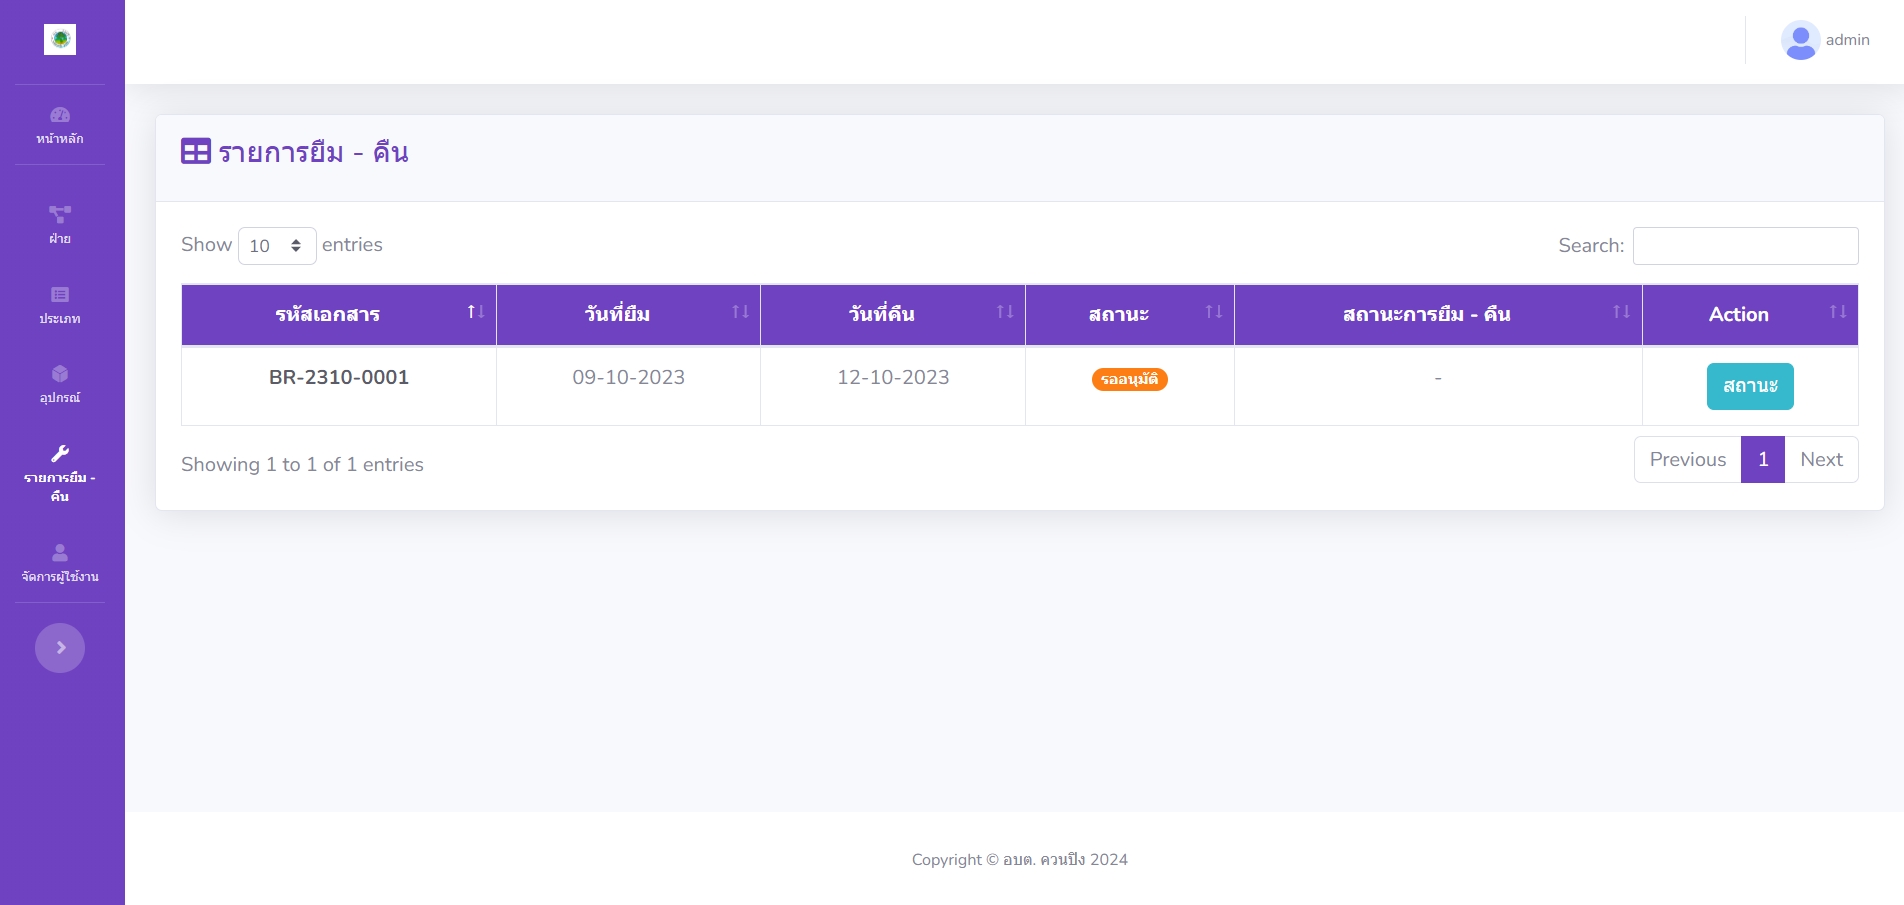 admin
หน้าหลัก
ฝ่าย
ประเภท
อุปกรณ์
รายการยืม -
คืน
จัดการผู้ใช้งาน
รายการยืม - คืน
Show 10 entries
Search:
รหัสเอกสาร วันที่ยืม วันที่คืน สถานะ สถานะการยืม - คืน Action
BR-2310-0001 09-10-2023 12-10-2023 รออนุมัติ - สถานะ
Showing 1 to 1 of 1 entries
Previous 1 Next
Copyright © อบต. ควนปิง 2024